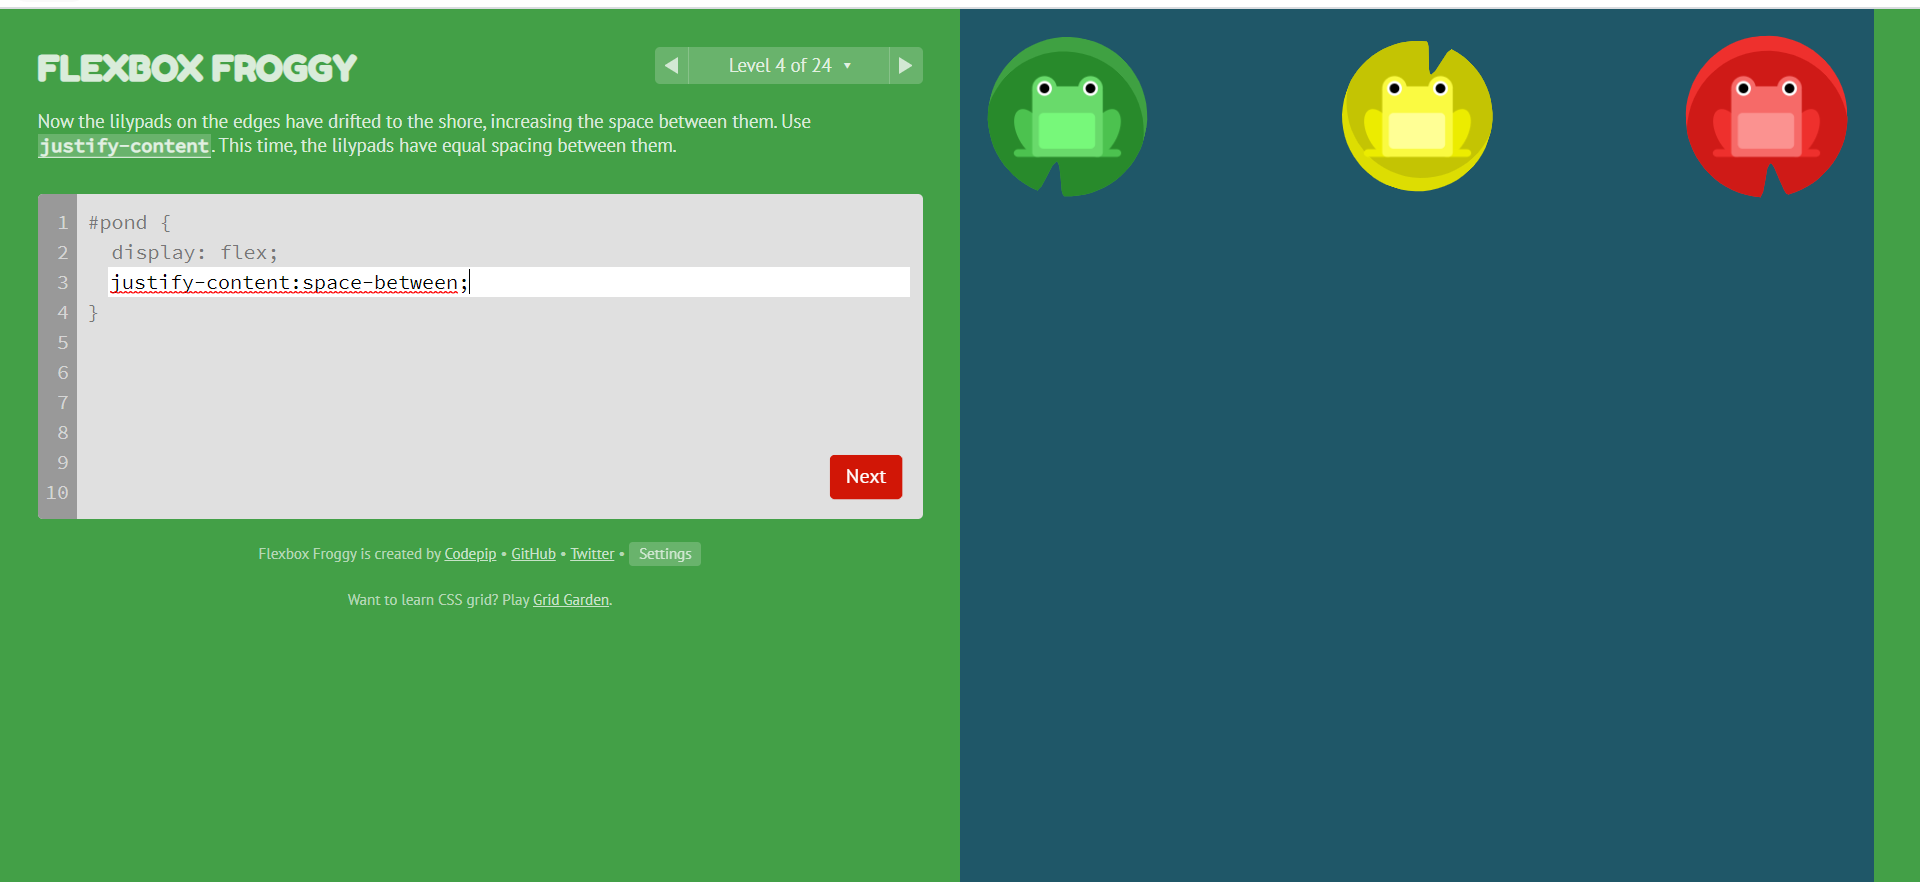 FLEXBOX FROGGY
Level 4 of 24
Now the lilypads on the edges have drifted to the shore, increasing the space between them. Use
justify-content. This time, the lilypads have equal spacing between them.
1 #pond {
2 display: flex;
3 justify-content:space-between;
4 }
5
6
7
8
9
10
Next
Flexbox Froggy is created by Codepip • GitHub • Twitter • Settings
Want to learn CSS grid? Play Grid Garden.